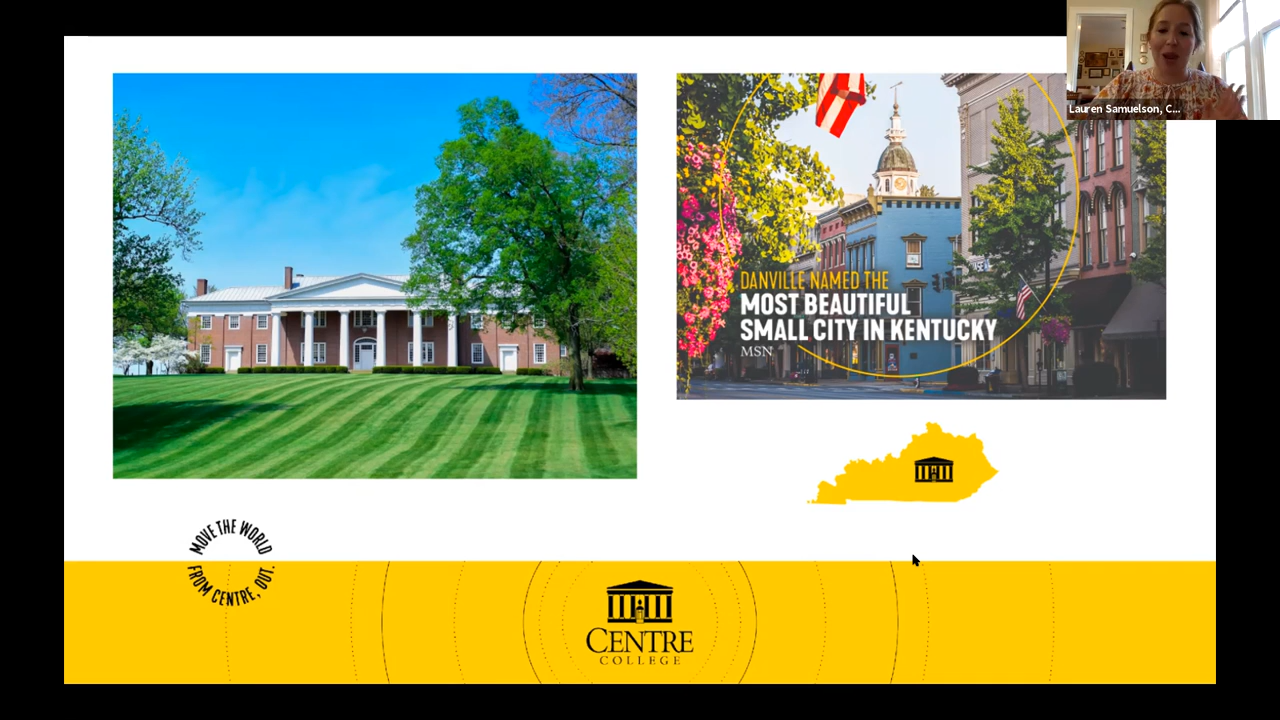 Lauren Samuelson, C...
DANVILLE NAMED THE
MOST BEAUTIFUL
SMALL CITY IN KENTUCKY
MSN
MOVE THE WORLD
FROM CENTRE, OUT.
CENTRE
COLLEGE